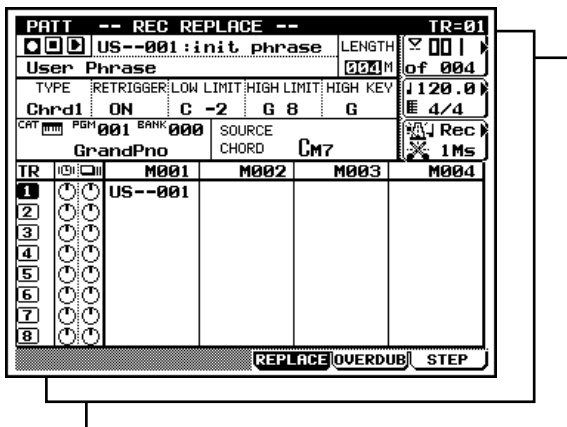 PATT -- REC REPLACE -- TR=01
US--001:init phrase LENGTH
User Phrase 004M of 004
TYPE RETRIGGER LOW LIMIT HIGH LIMIT HIGH KEY ♩120.0
Chrd1 ON C -2 G 8 G 4/4
CAT PGM 001 BANK 000 SOURCE ♩ Rec
GrandPno CHORD CM7 1Ms
TR M001 M002 M003 M004
1 US--001
2
3
4
5
6
7
8
REPLACE OVERDUB STEP